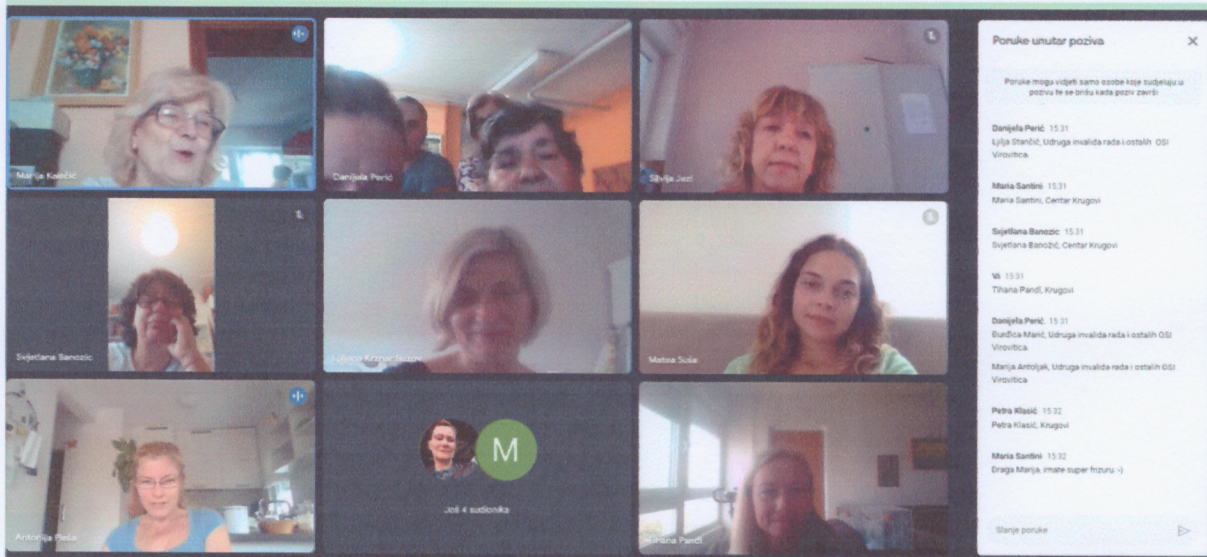 Marija Kolečić
Danijela Perić
Silvija Jezl
Svjetlana Banozic
Matea Suša
Antonija Pleša
M
Još 4 sudionika
Tihana Pandl
Poruke unutar poziva
Poruke mogu vidjeti samo osobe koje sudjeluju u
pozivu te se brišu kada poziv završi
Danijela Perić 15:31
Ljilja Stančić, Udruga invalida rada i ostalih OSI
Virovitica
Maria Santini 15:31
Maria Santini, Centar Krugovi
Svjetlana Banozic 15:31
Svjetlana Banožić, Centar Krugovi
15:31
Tihana Pandl, Krugovi
Danijela Perić 15:31
Đurđica Marić, Udruga invalida rada i ostalih OSI
Virovitica
Marija Antoljak, Udruga invalida rada i ostalih OSI
Virovitica
Petra Klasić 15:32
Petra Klasić, Krugovi
Maria Santini 15:32
Draga Marija, imate super frizuru :-)
Slanje poruke